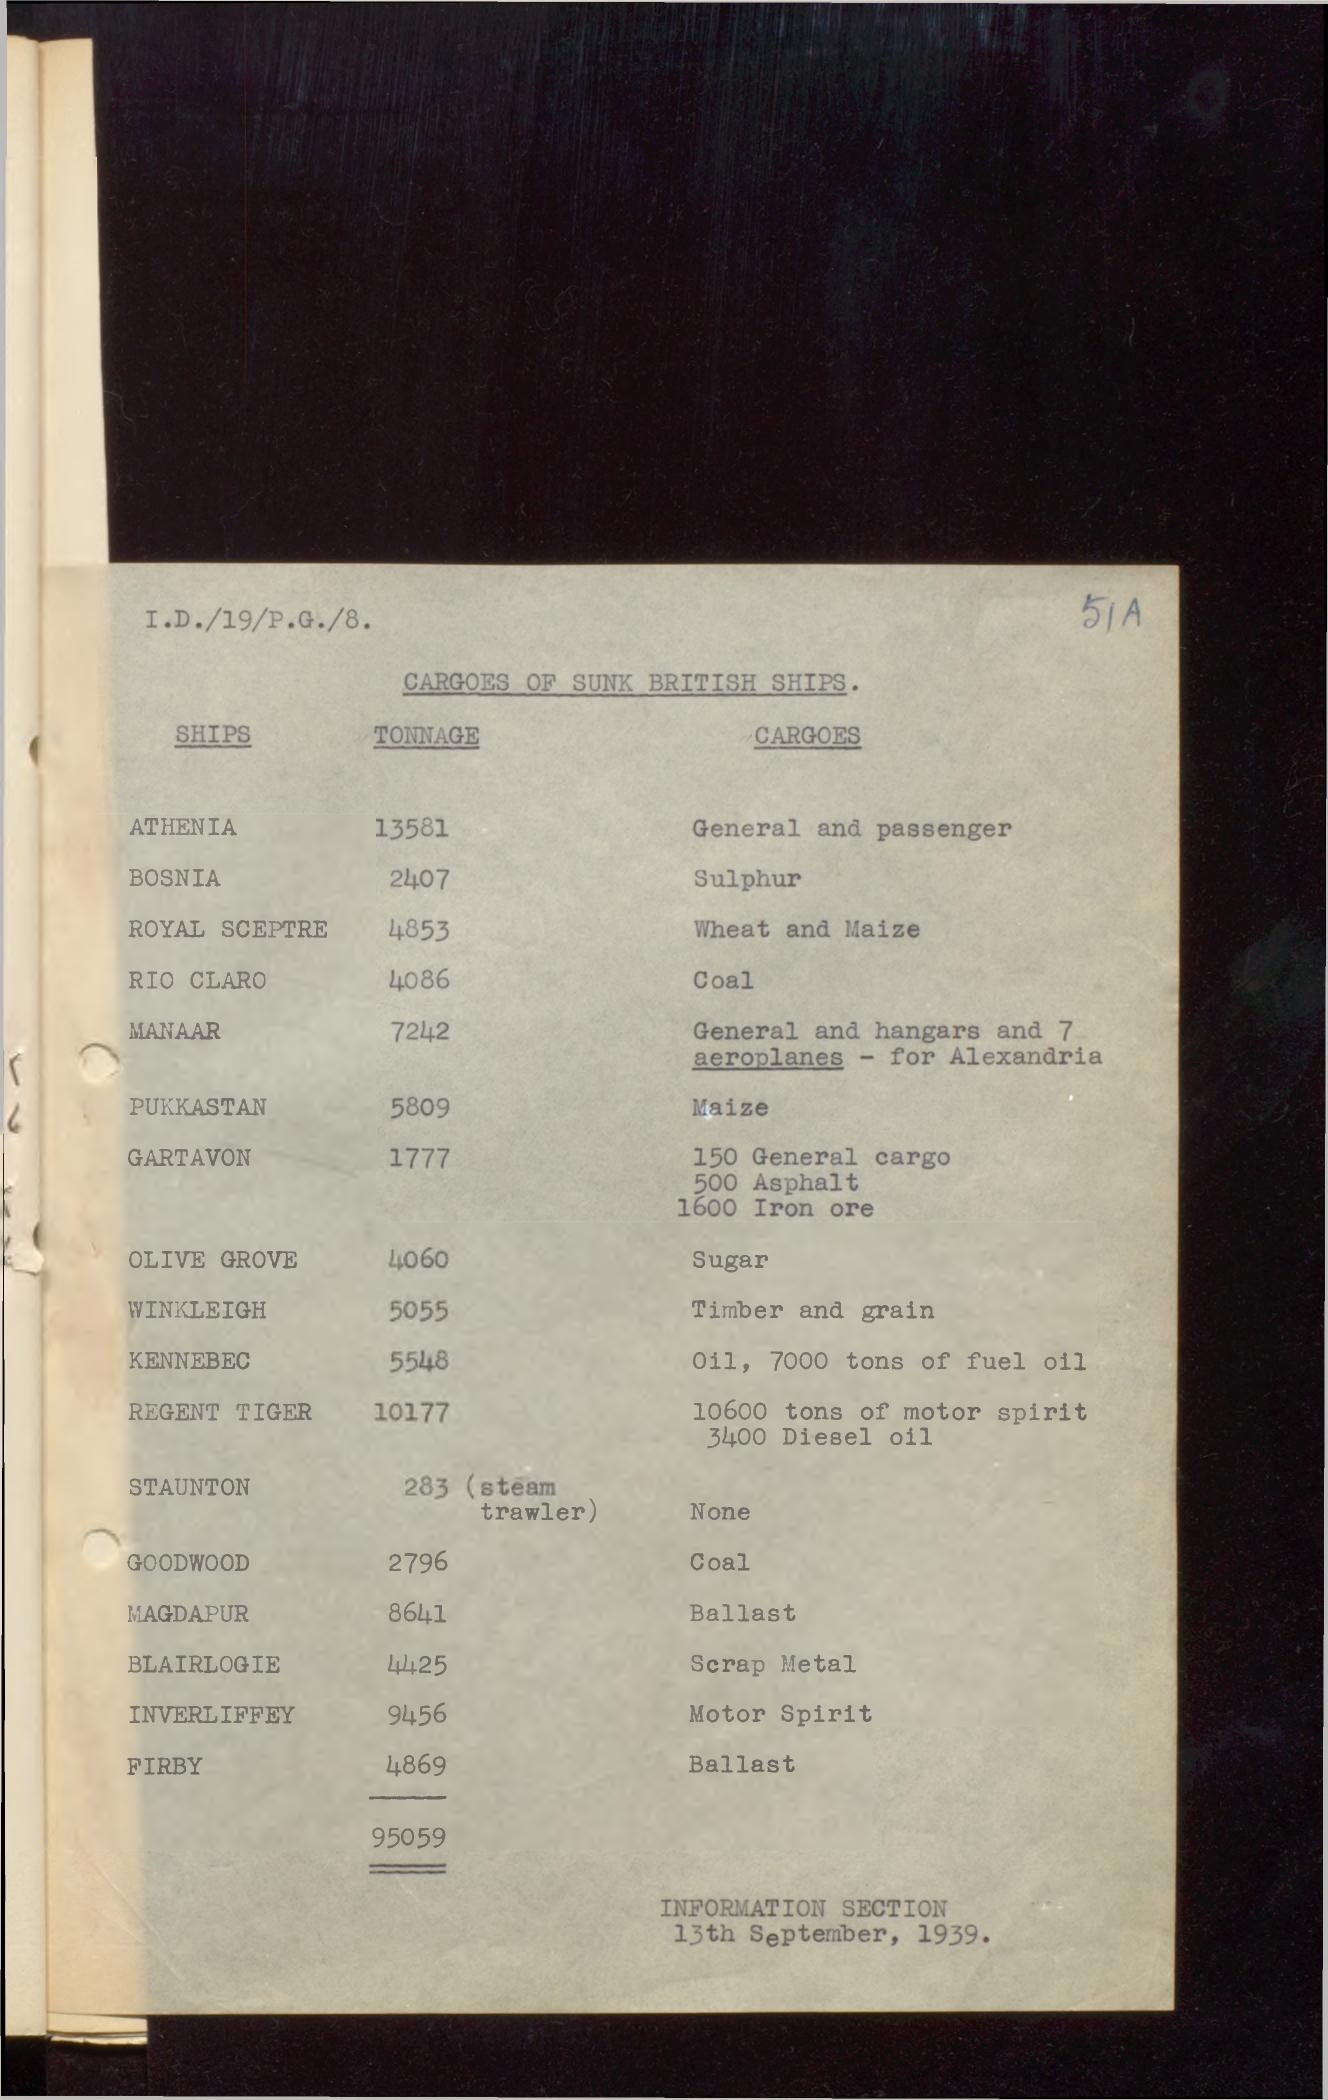 I.D./19/P.G./8.
51A
CARGOES OF SUNK BRITISH SHIPS.
SHIPS TONNAGE CARGOES
ATHENIA 13581 General and passenger
BOSNIA 2407 Sulphur
ROYAL SCEPTRE 4853 Wheat and Maize
RIO CLARO 4086 Coal
MANAAR 7242 General and hangars and 7
aeroplanes - for Alexandria
PUKKASTAN 5809 Maize
GARTAVON 1777 150 General cargo
500 Asphalt
1600 Iron ore
OLIVE GROVE 4060 Sugar
WINKLEIGH 5055 Timber and grain
KENNEBEC 5548 Oil, 7000 tons of fuel oil
REGENT TIGER 10177 10600 tons of motor spirit
3400 Diesel oil
STAUNTON 283 (steam
trawler) None
GOODWOOD 2796 Coal
MAGDAPUR 8641 Ballast
BLAIRLOGIE 4425 Scrap Metal
INVERLIFFEY 9456 Motor Spirit
FIRBY 4869 Ballast
95059
INFORMATION SECTION
13th September, 1939.